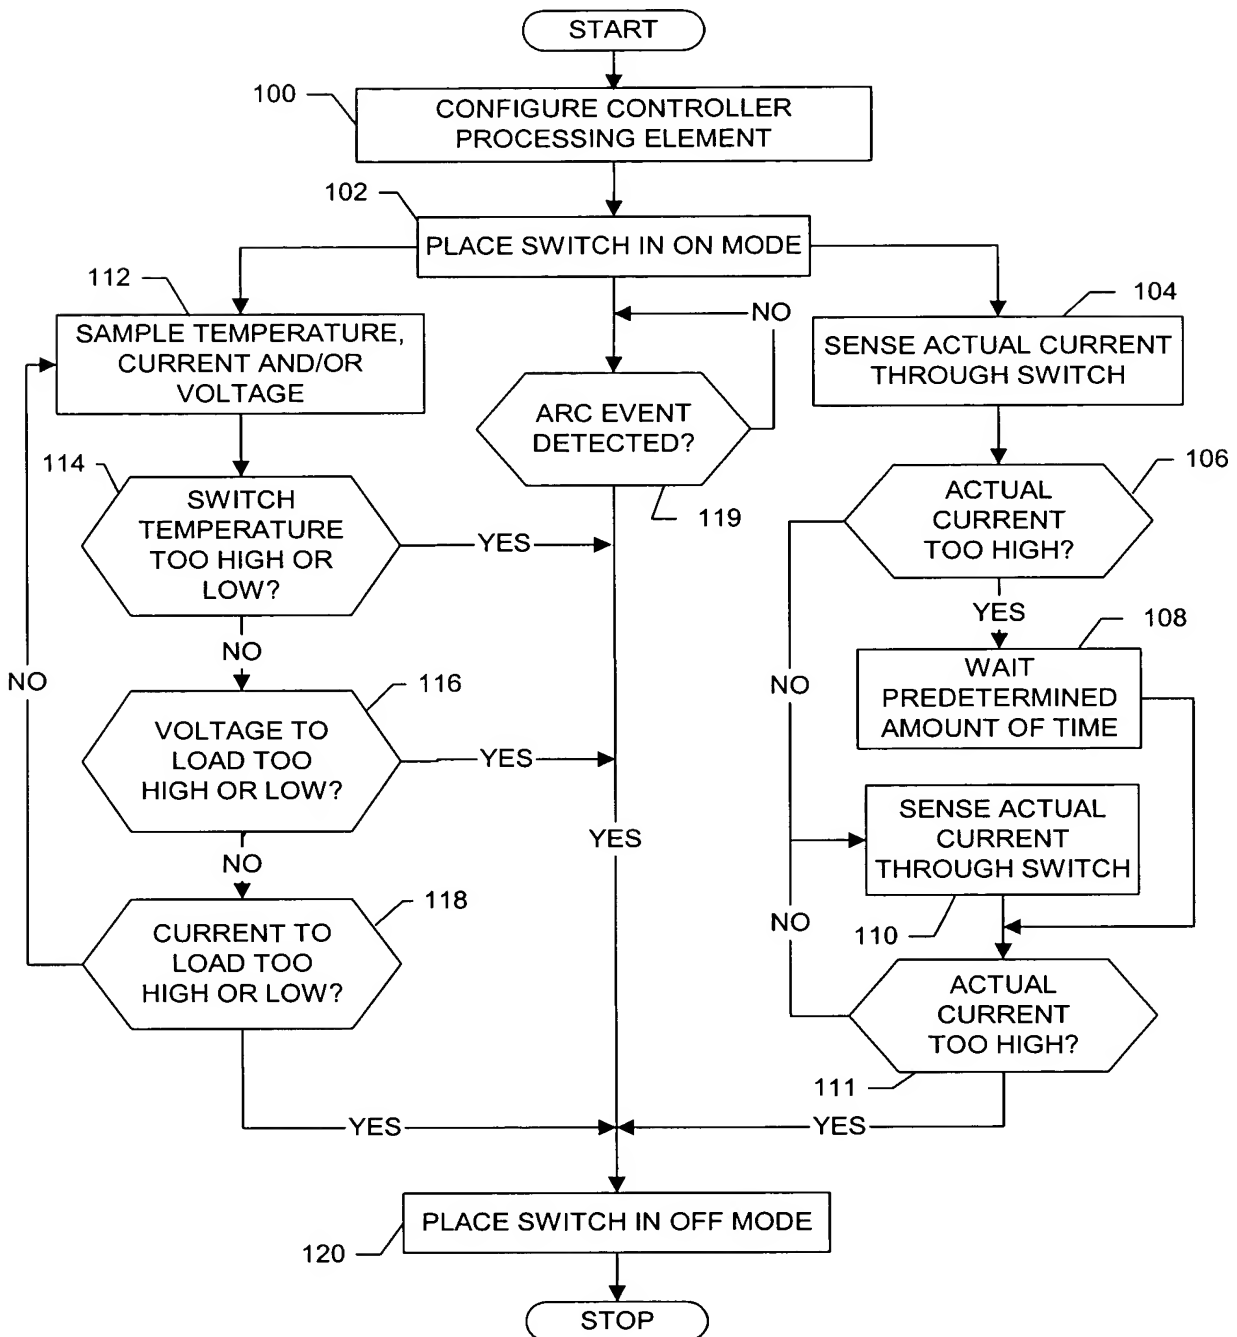 START
100
CONFIGURE CONTROLLER
PROCESSING ELEMENT
102
PLACE SWITCH IN ON MODE
112
SAMPLE TEMPERATURE,
CURRENT AND/OR
VOLTAGE
NO
ARC EVENT
DETECTED?
119
104
SENSE ACTUAL CURRENT
THROUGH SWITCH
114
SWITCH
TEMPERATURE
TOO HIGH OR
LOW?
YES
106
ACTUAL
CURRENT
TOO HIGH?
YES
NO
NO
NO
108
WAIT
PREDETERMINED
AMOUNT OF TIME
116
VOLTAGE TO
LOAD TOO
HIGH OR LOW?
YES
YES
NO
SENSE ACTUAL
CURRENT
THROUGH SWITCH
110
NO
118
CURRENT TO
LOAD TOO
HIGH OR LOW?
ACTUAL
CURRENT
TOO HIGH?
111
YES
YES
PLACE SWITCH IN OFF MODE
120
STOP